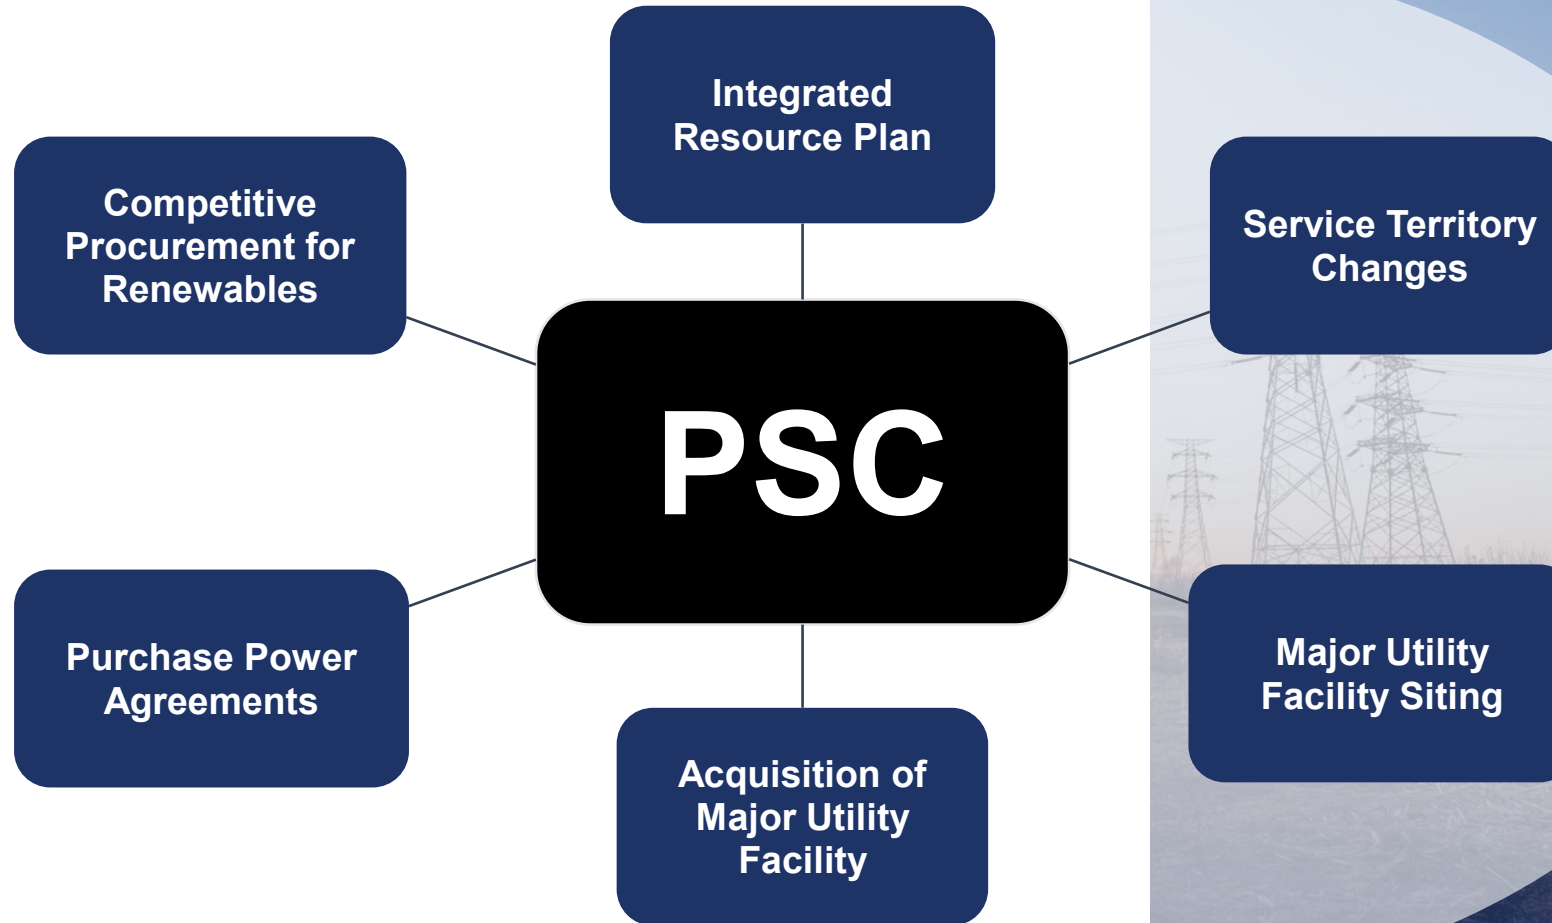 Integrated
Resource Plan
Competitive
Procurement for
Renewables
Service Territory
Changes
PSC
Purchase Power
Agreements
Major Utility
Facility Siting
Acquisition of
Major Utility
Facility